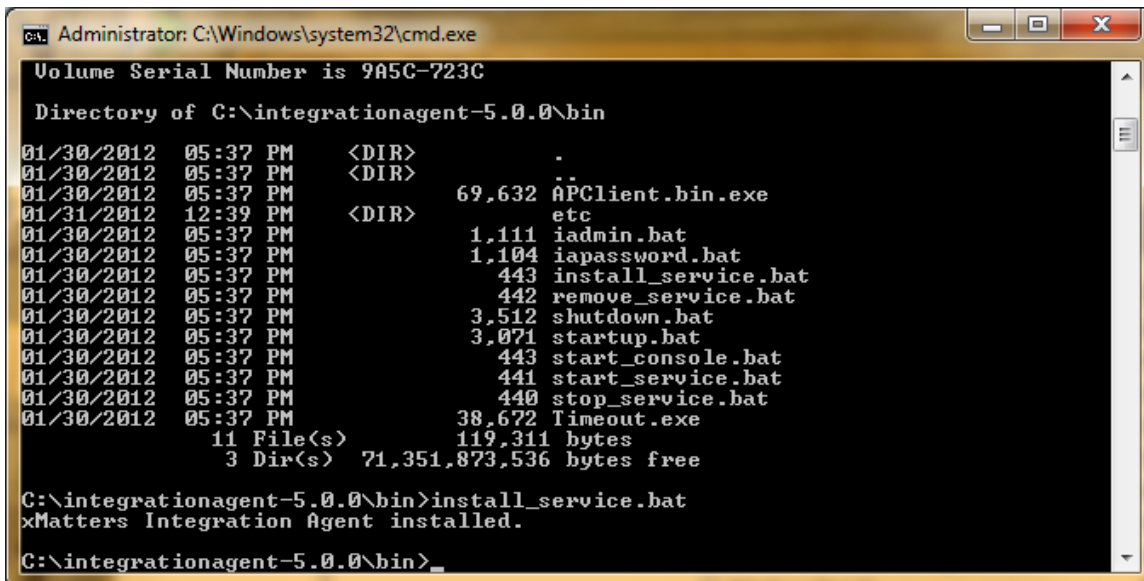 Administrator: C:\Windows\system32\cmd.exe
Volume Serial Number is 9A5C-723C
Directory of C:\integrationagent-5.0.0\bin
01/30/2012  05:37 PM    <DIR>          .
01/30/2012  05:37 PM    <DIR>          ..
01/30/2012  05:37 PM            69,632 APClient.bin.exe
01/31/2012  12:39 PM    <DIR>          etc
01/30/2012  05:37 PM             1,111 iadmin.bat
01/30/2012  05:37 PM             1,104 iapassword.bat
01/30/2012  05:37 PM               443 install_service.bat
01/30/2012  05:37 PM               442 remove_service.bat
01/30/2012  05:37 PM             3,512 shutdown.bat
01/30/2012  05:37 PM             3,071 startup.bat
01/30/2012  05:37 PM               443 start_console.bat
01/30/2012  05:37 PM               441 start_service.bat
01/30/2012  05:37 PM               440 stop_service.bat
01/30/2012  05:37 PM            38,672 Timeout.exe
11 File(s)        119,311 bytes
3 Dir(s)  71,351,873,536 bytes free
C:\integrationagent-5.0.0\bin>install_service.bat
xMatters Integration Agent installed.
C:\integrationagent-5.0.0\bin>_